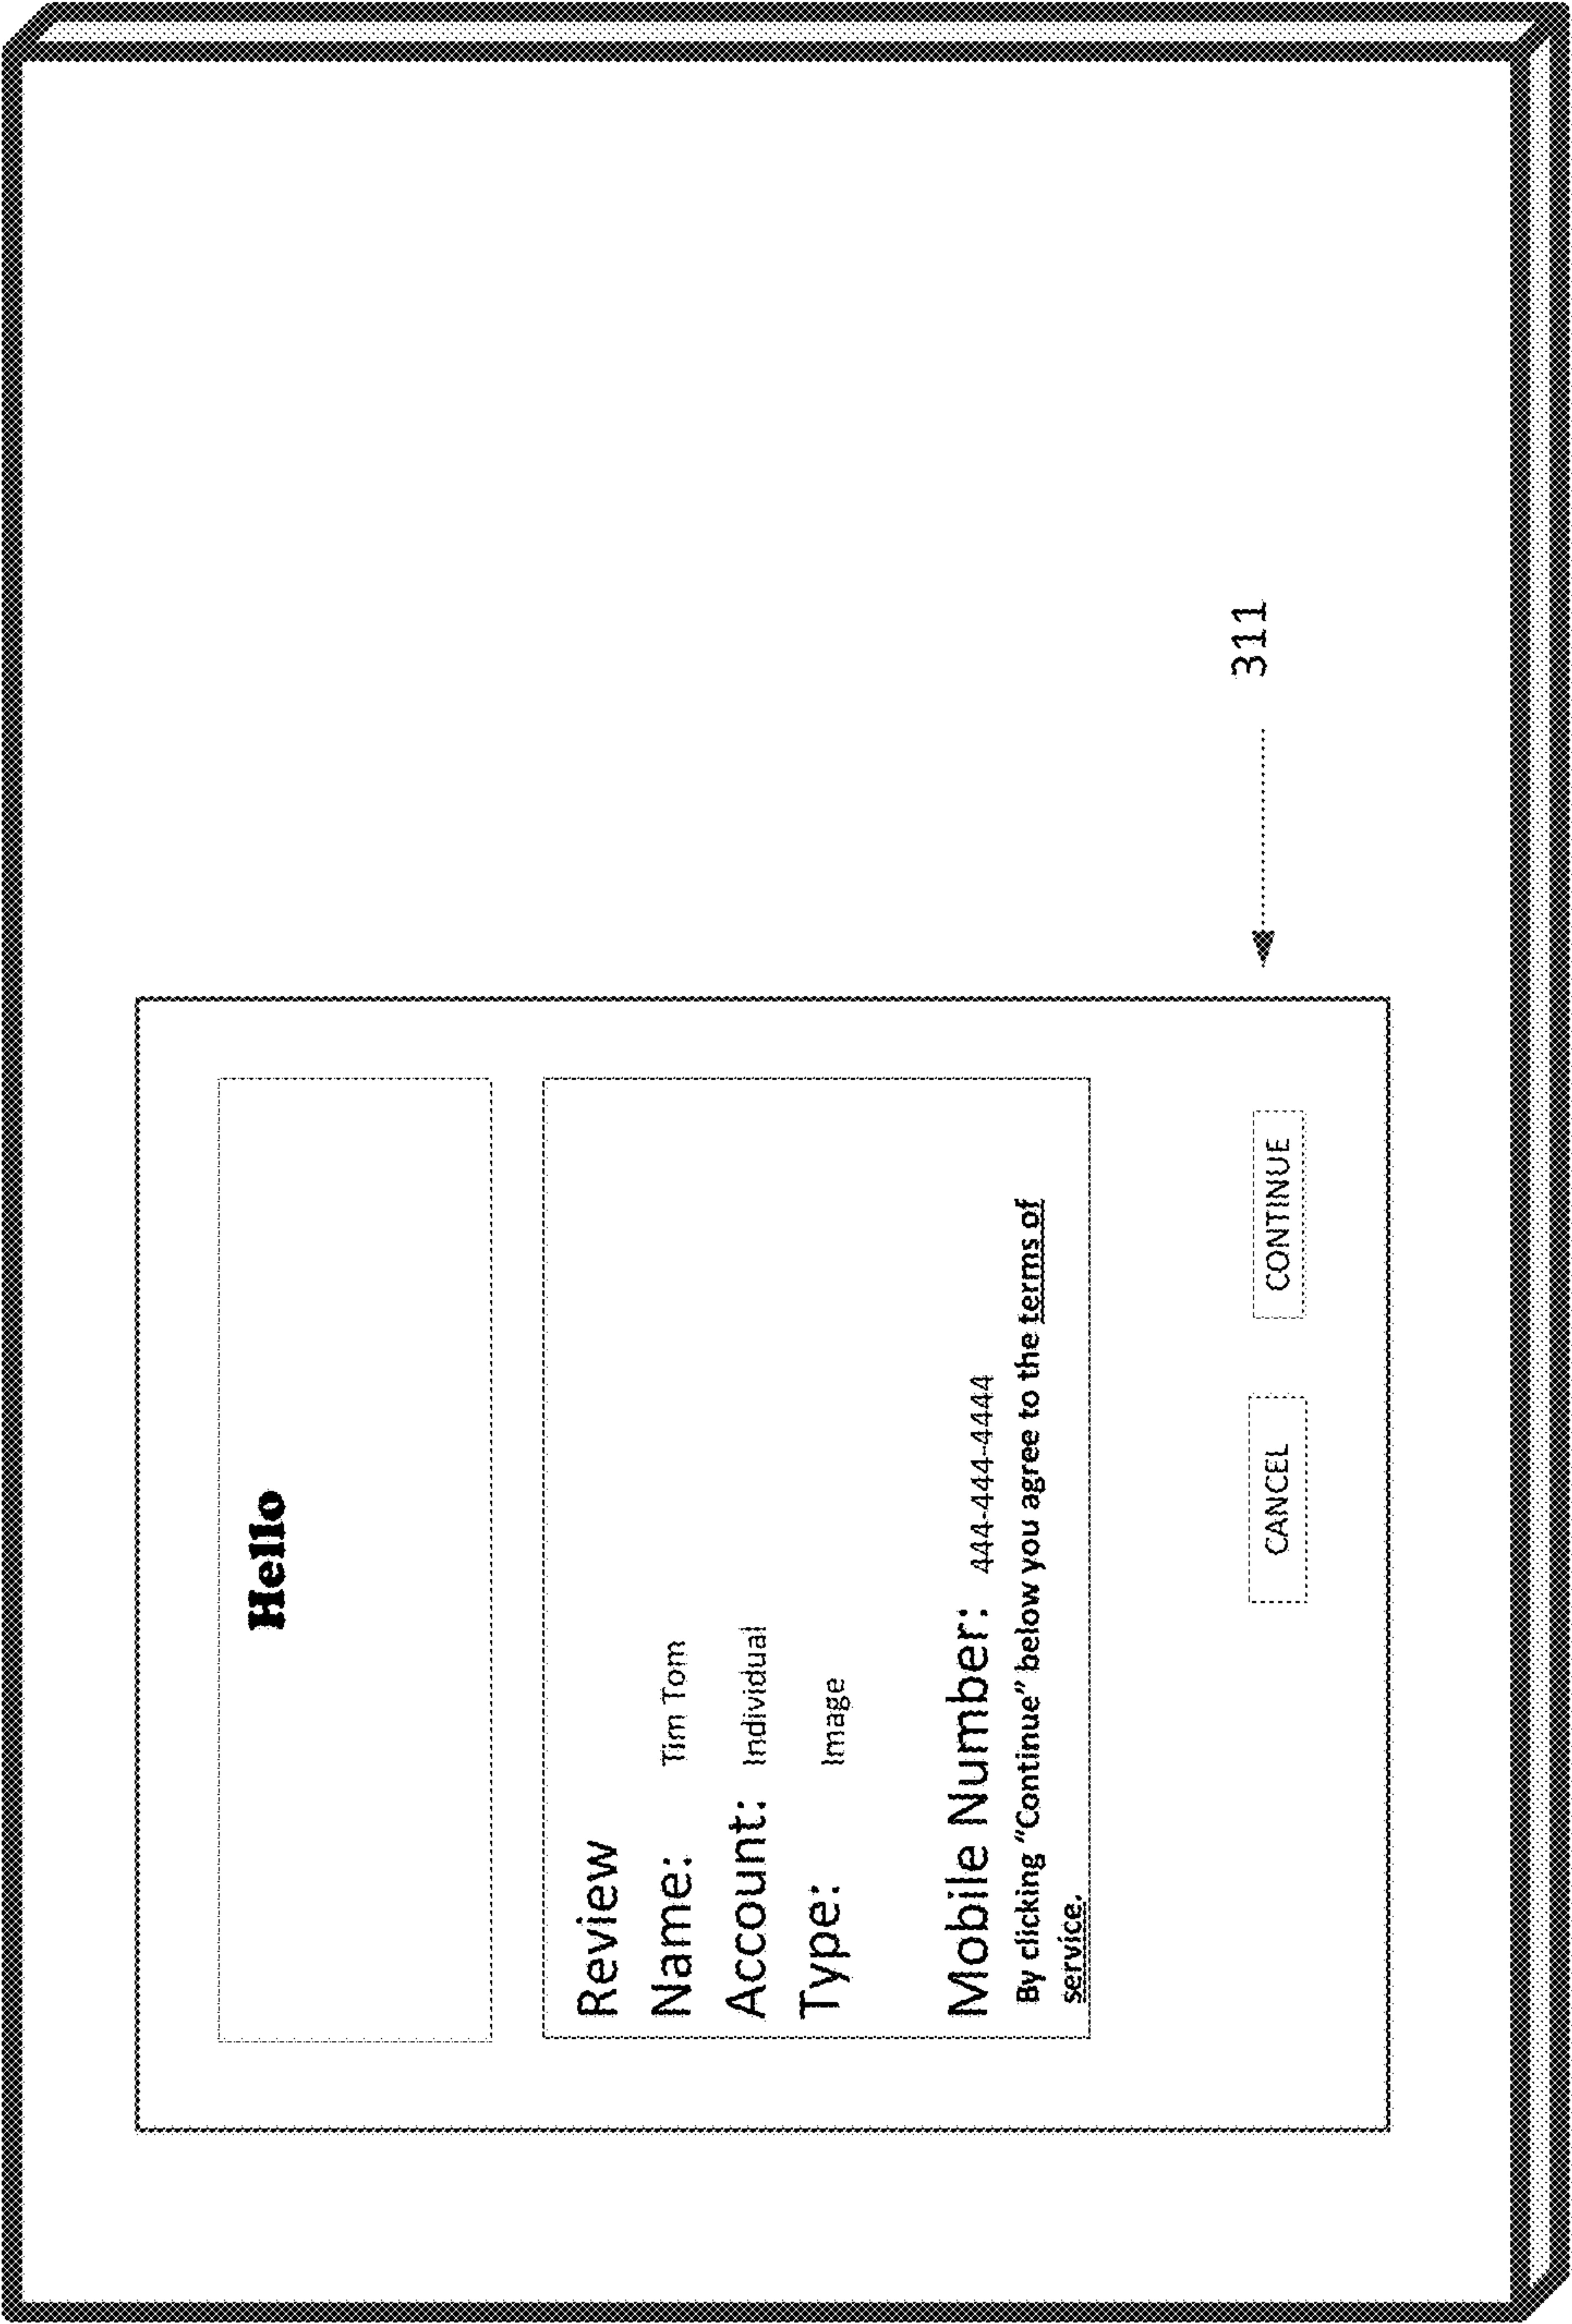 Hello
Review
Name: Tim Tom
Account: Individual
Type: Image
Mobile Number: 444-444-4444
By clicking “Continue” below you agree to the terms of
service.
CANCEL CONTINUE
311